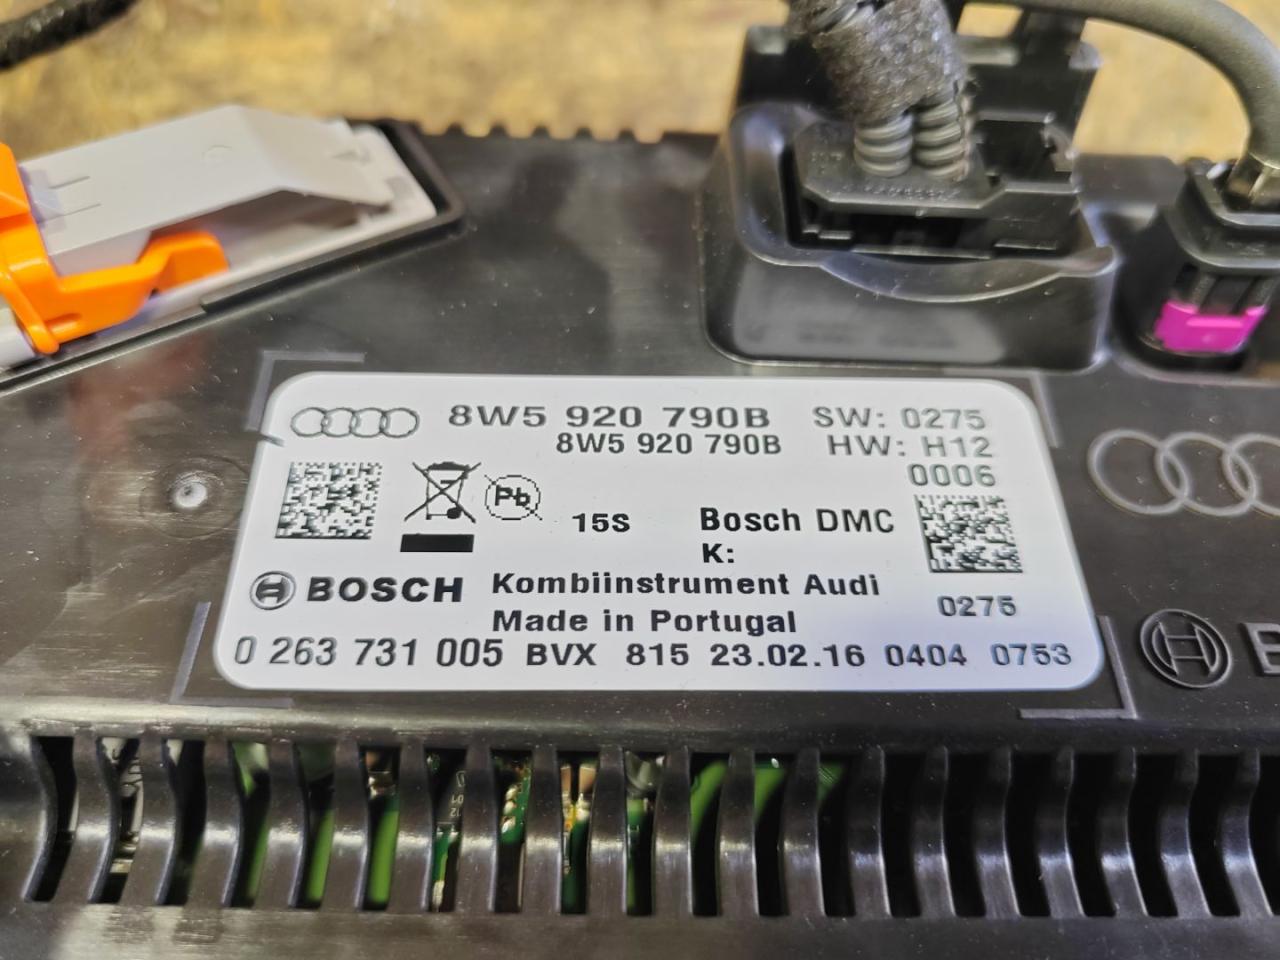 8W5 920 790B SW: 0275
8W5 920 790B HW: H12
0006
Pb
15S Bosch DMC
K:
BOSCH Kombiinstrument Audi
0275
Made in Portugal
0 263 731 005 BVX 815 23.02.16 0404 0753